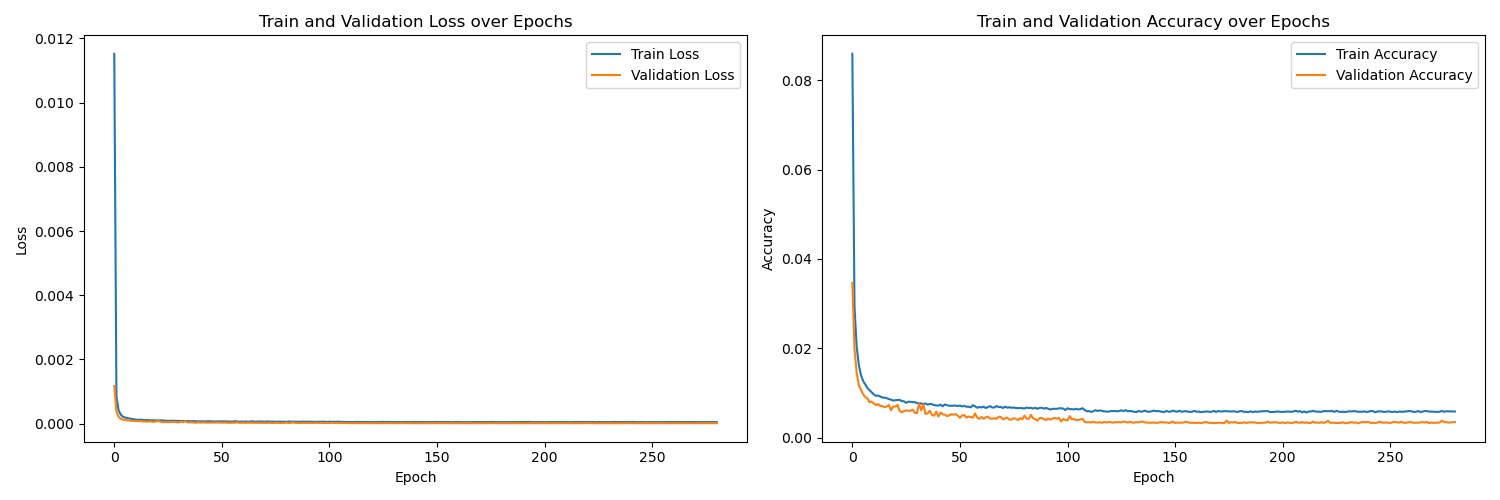 Train and Validation Loss over Epochs
0.012
0.010
0.008
0.006
0.004
0.002
0.000
Loss
0
50
100
150
200
250
Epoch
Train Loss
Validation Loss
Train and Validation Accuracy over Epochs
0.08
0.06
0.04
0.02
0.00
Accuracy
0
50
100
150
200
250
Epoch
Train Accuracy
Validation Accuracy